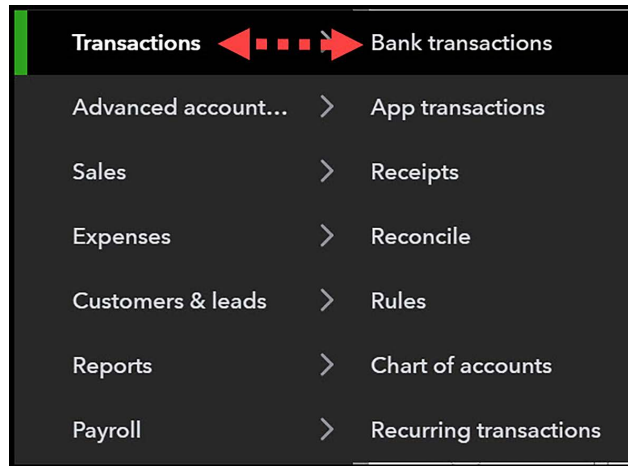 Transactions
Advanced account...
Sales
Expenses
Customers & leads
Reports
Payroll
Bank transactions
App transactions
Receipts
Reconcile
Rules
Chart of accounts
Recurring transactions